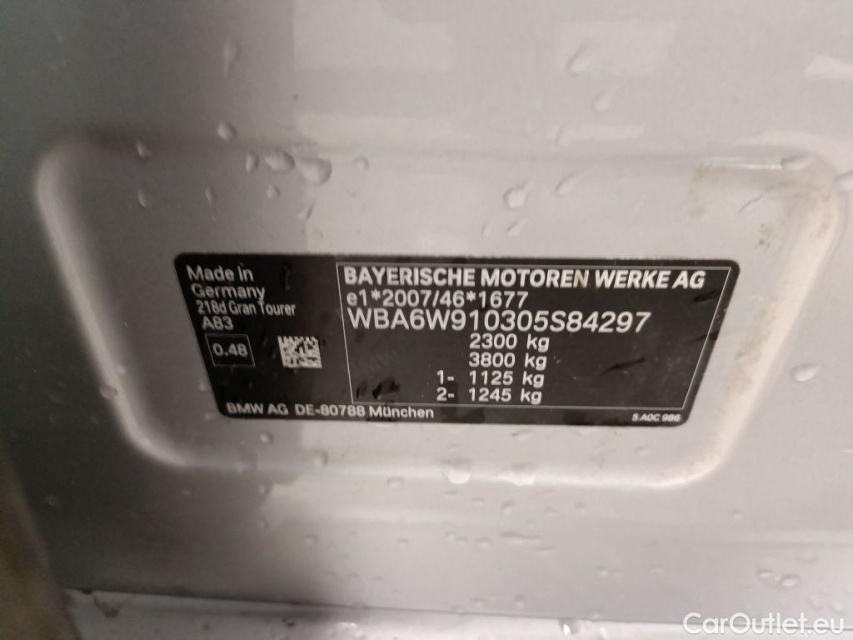 Made in
Germany
218d Gran Tourer
A83
0.48
BMW AG DE-80788 München
BAYERISCHE MOTOREN WERKE AG
e1*2007/46*1677
WBA6W910305S84297
2300 kg
3800 kg
1- 1125 kg
2- 1245 kg
5.A0C 986
CarOutlet.eu